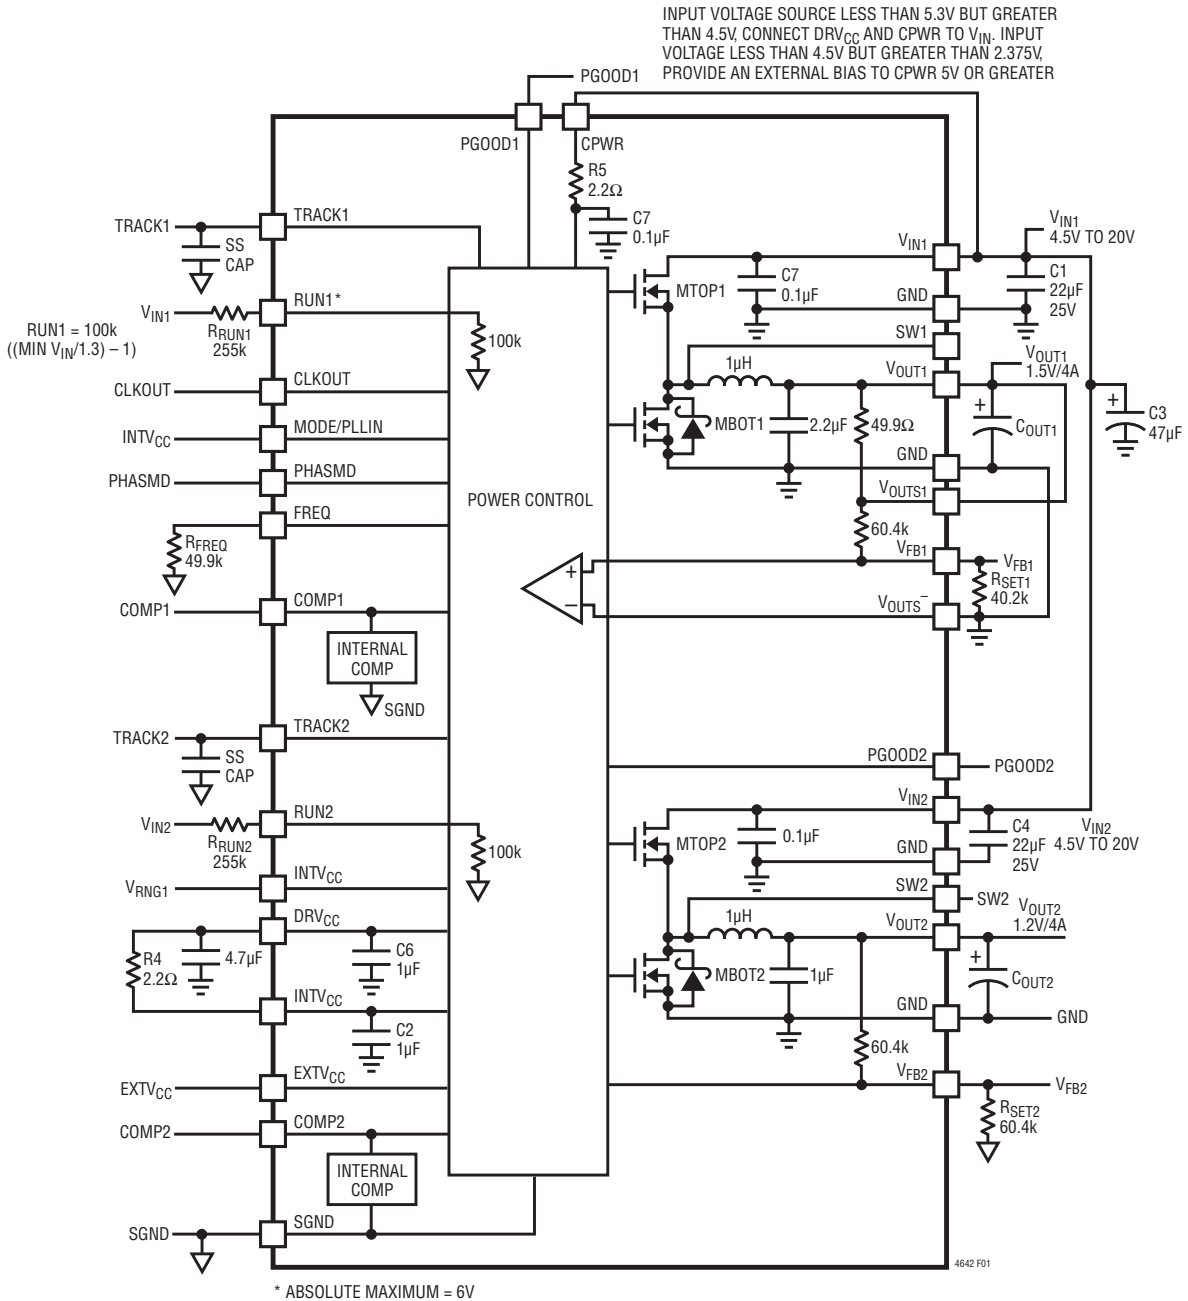 INPUT VOLTAGE SOURCE LESS THAN 5.3V BUT GREATER
THAN 4.5V, CONNECT DRVCC AND CPWR TO VIN. INPUT
VOLTAGE LESS THAN 4.5V BUT GREATER THAN 2.375V,
PROVIDE AN EXTERNAL BIAS TO CPWR 5V OR GREATER
PGOOD1
PGOOD1
CPWR
R5
2.2Ω
C7
0.1µF
TRACK1
TRACK1
SS
CAP
VIN1
RUN1*
RRUN1
255k
RUN1 = 100k
((MIN VIN/1.3) – 1)
100k
CLKOUT
CLKOUT
INTVCC
MODE/PLLIN
PHASMD
PHASMD
FREQ
RFREQ
49.9k
COMP1
COMP1
INTERNAL
COMP
SGND
TRACK2
TRACK2
SS
CAP
VIN2
RUN2
RRUN2
255k
100k
VRNG1
INTVCC
DRVCC
R4
2.2Ω
4.7µF
C6
1µF
INTVCC
C2
1µF
EXTVCC
EXTVCC
COMP2
COMP2
INTERNAL
COMP
SGND
SGND
POWER CONTROL
+
–
MTOP1
C7
0.1µF
VIN1
VIN1
4.5V TO 20V
C1
22µF
25V
GND
SW1
1µH
VOUT1
VOUT1
1.5V/4A
MBOT1
2.2µF
49.9Ω
+
COUT1
+
C3
47µF
GND
VOUTS1
60.4k
VFB1
VFB1
RSET1
40.2k
VOUTS–
PGOOD2
PGOOD2
VIN2
MTOP2
0.1µF
C4
22µF
25V
VIN2
4.5V TO 20V
GND
SW2
SW2
1µH
VOUT2
VOUT2
1.2V/4A
MBOT2
1µF
+
COUT2
GND
GND
60.4k
VFB2
VFB2
RSET2
60.4k
4642 F01
* ABSOLUTE MAXIMUM = 6V